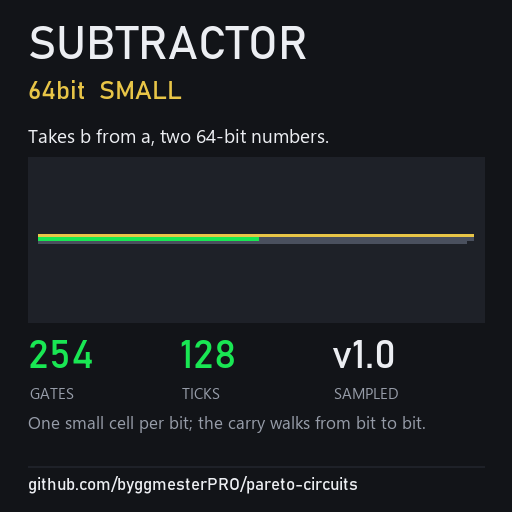 SUBTRACTOR
64bit SMALL
Takes b from a, two 64-bit numbers.
254 128 v1.0
GATES TICKS SAMPLED
One small cell per bit; the carry walks from bit to bit.
github.com/byggmesterPRO/pareto-circuits